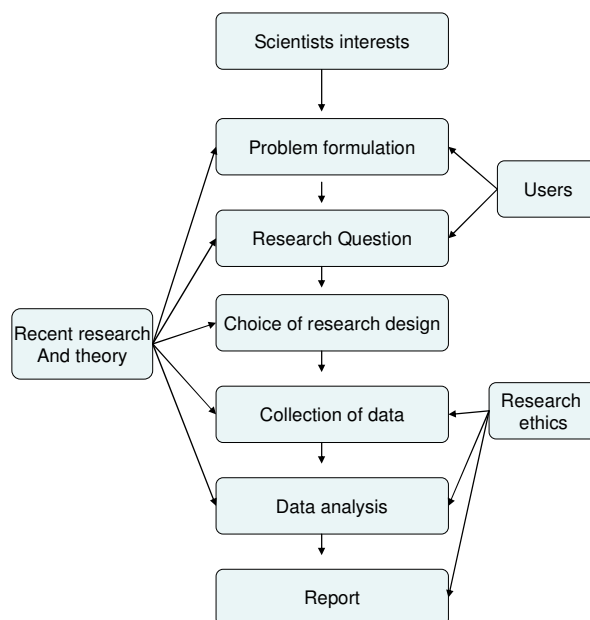 Scientists interests
Problem formulation
Users
Research Question
Recent research
And theory
Choice of research design
Collection of data
Research
ethics
Data analysis
Report